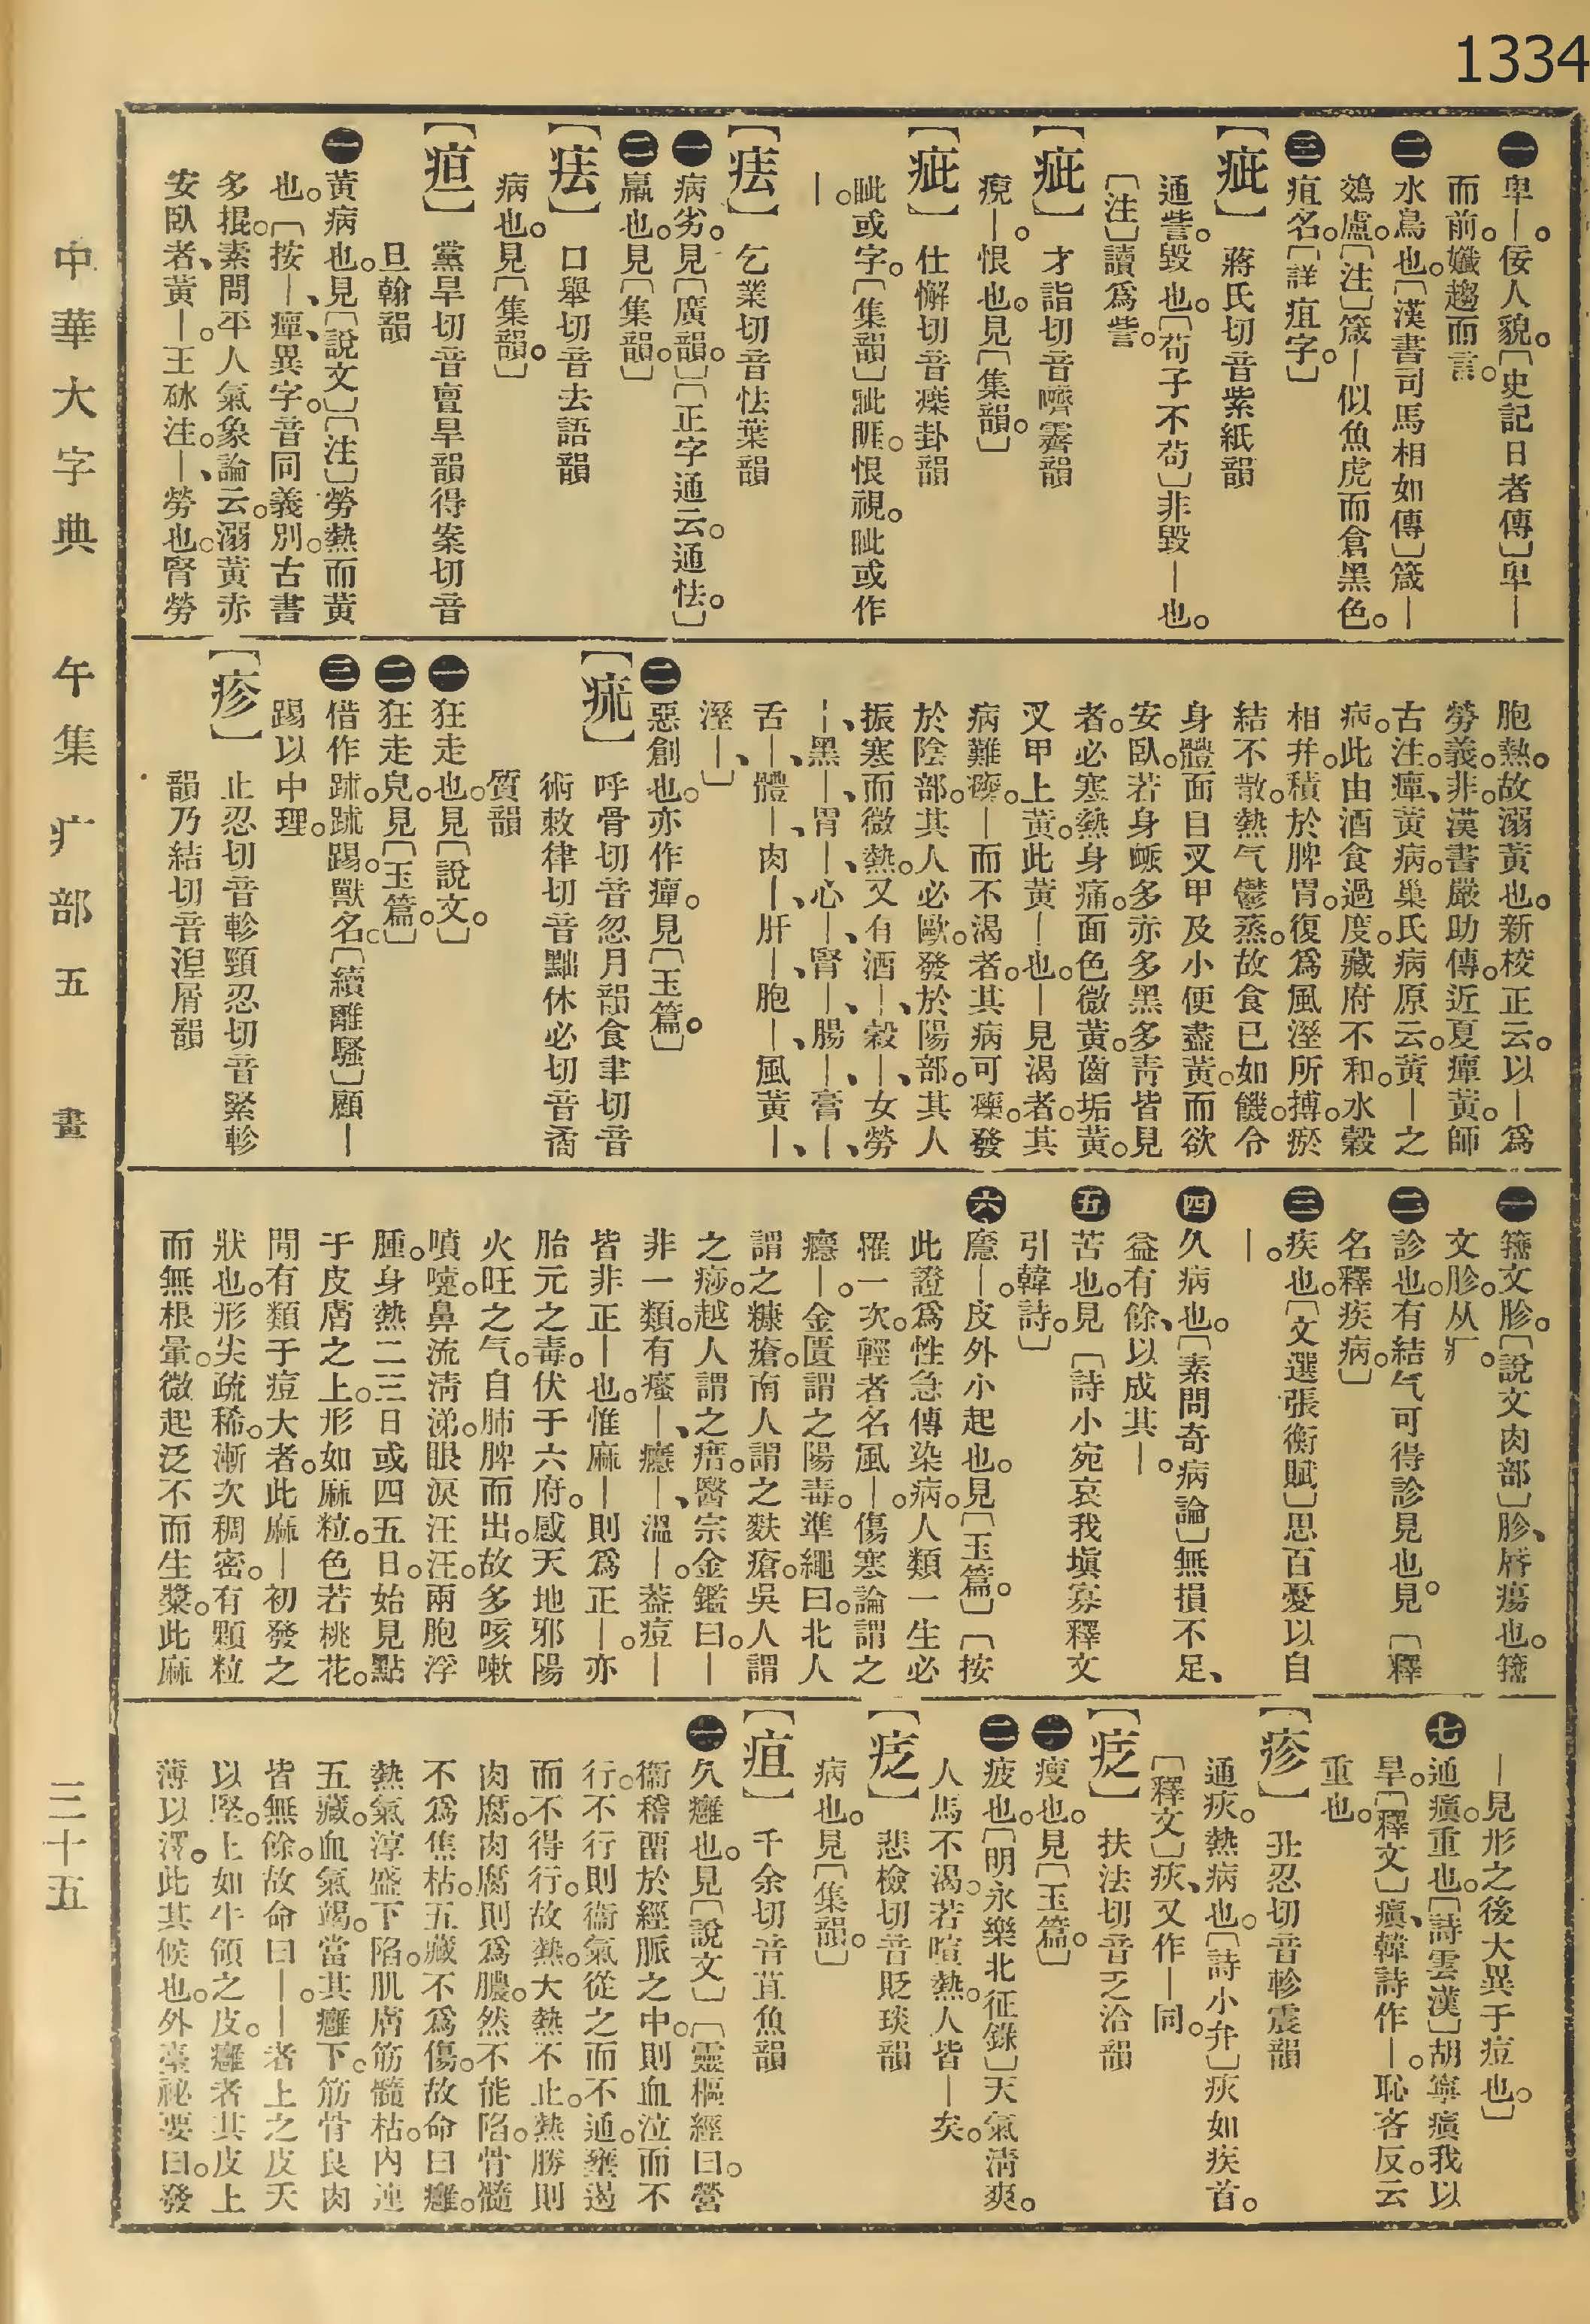 1334
㊀卑｜。佞人貌。〔史記日者傳〕卑｜
而前。孅趨而言。
㊁水鳥也。〔漢書司馬相如傳〕箴｜
鵁盧。〔注〕箴｜似魚虎而倉黑色。
㊂疽名。〔詳疽字。〕
【疵】蔣氏切音紫紙韻
通訾。毀也。〔荀子不苟〕非毀｜也。
〔注〕讀爲訾。
【疵】才詣切音嚌霽韻
㾊｜。恨也。見〔集韻。〕
【疵】仕懈切音瘵卦韻
眦或字。〔集韻〕眦睚。恨視。眦或作
｜。
【㾀】乞業切音怯葉韻
㊀病劣。見〔廣韻。〕〔正字通云。通怯。〕
㊁羸也。見〔集韻。〕
【㾀】口舉切音去語韻
病也。見〔集韻。〕
【疸】黨旱切音亶旱韻得案切音
旦翰韻
㊀黃病也。見〔說文〕〔注〕勞熱而黃
也。〔按｜、癉異字。音同義別。古書
多掍。素問平人氣象論云。溺黃赤
安臥者、黃｜。王砅注。｜、勞也。腎勞
胞熱。故溺黃也。新校正云。以｜爲
勞義。非。漢書嚴助傳。近夏癉黃。師
古注。癉、黃病。巢氏病原云。黃｜之
病。此由酒食過度。藏府不和。水穀
相幷。積於脾胃。復爲風溼所搏。瘀
結不散。熱气鬱蒸。故食已如饑。令
身體面目爪甲及小便盡黃。而欲
安臥。若身脈多赤多黑多靑皆見
者。必寒熱身痛。面色微黃。齒垢黃。
爪甲上黃。此黃｜也。｜見渴者。其
病難療。｜而不渴者。其病可療。發
於陰部。其人必歐。發於陽部。其人
振寒而微熱。又有酒｜、穀｜、女勞
｜、黑｜、胃｜、心｜、腎｜、腸｜、膏｜、
舌｜、體｜、肉｜、肝｜、胞｜、風黃｜、
溼｜、〕
㊁惡創也。亦作癉。見〔玉篇。〕
【㽾】呼骨切音忽月韻食聿切音
術敕律切音黜休必切音矞
質韻
㊀狂走也。見〔說文。〕
㊁狂走皃。見〔玉篇。〕
㊂借作䟣。䟣踢。獸名。〔續離騷〕顧｜
踢以中理。
【疹】止忍切音軫頸忍切音緊軫
韻乃結切音湼屑韻
㊀籀文胗。〔說文肉部〕胗、脣瘍也。籀
文胗。从疒。
㊁診也。有結气可得診見也。見〔釋
名釋疾病。〕
㊂疾也。〔文選張衡賦〕思百憂以自
｜。
㊃久病也。〔素問奇病論〕無損不足、
益有餘、以成其｜。
㊄苦也。見〔詩小宛哀我塡寡釋文
引韓詩。〕
㊅㿕｜。皮外小起也。見〔玉篇。〕〔按
此證爲性急傳染病。人類一生必
罹一次。輕者名風｜。傷寒論謂之
癮｜。金匱謂之陽毒。準繩曰。北人
謂之糠瘡。南人謂之麩瘡。吳人謂
之痧。越人謂之㾦。醫宗金鑑曰。｜
非一類。有瘙｜、癮｜、溫｜。葢痘｜
皆非正｜也。惟麻｜則爲正｜。亦
胎元之毒。伏于六府。感天地邪陽
火旺之气。自肺脾而出。故多咳嗽
噴嚏。鼻流淸涕。眼淚汪汪。兩胞浮
腫。身熱二三日或四五日。始見點
于皮膚之上。形如麻粒。色若桃花。
閒有類于痘大者。此麻｜初發之
狀也。形尖疏稀。漸次稠密。有顆粒
而無根暈。微起泛不而生漿。此麻
｜見形之後大異于痘也。〕
㊆通瘨。重也。〔詩雲漢〕胡寧瘨我以
旱。〔釋文〕瘨、韓詩作｜。恥吝反。云
重也。
【疹】丑忍切音軫震韻
通疢。熱病也。〔詩小弁〕疢如疾首。
〔釋文〕疢、又作｜同。
【疺】扶法切音乏洽韻
㊀瘦也。見〔玉篇。〕
㊁疲也。〔明永樂北征錄〕天氣淸爽。
人馬不渴。若喧熱。人皆｜矣。
【疺】悲檢切音貶琰韻
病也。見〔集韻。〕
【疽】千余切音苴魚韻
㊀久癰也。見〔說文〕〔靈樞經曰。營
衞稽畱於經脈之中。則血泣而不
行。不行則衞氣從之而不通。壅遏
而不得行。故熱。大熱不止。熱勝則
肉腐。肉腐則爲膿。然不能陷。骨髓
不爲焦枯。五藏不爲傷。故命曰癰。
熱氣淳盛。下陷肌膚。筋髓枯。內連
五藏。血氣竭。當其癰下。筋骨良肉
皆無餘。故命曰｜。｜者。上之皮夭
以堅。上如牛領之皮。癰者。其皮上
薄以澤。此其候也。外臺祕要曰。發
中華大字典 午集 疒部 五 畫 三十五